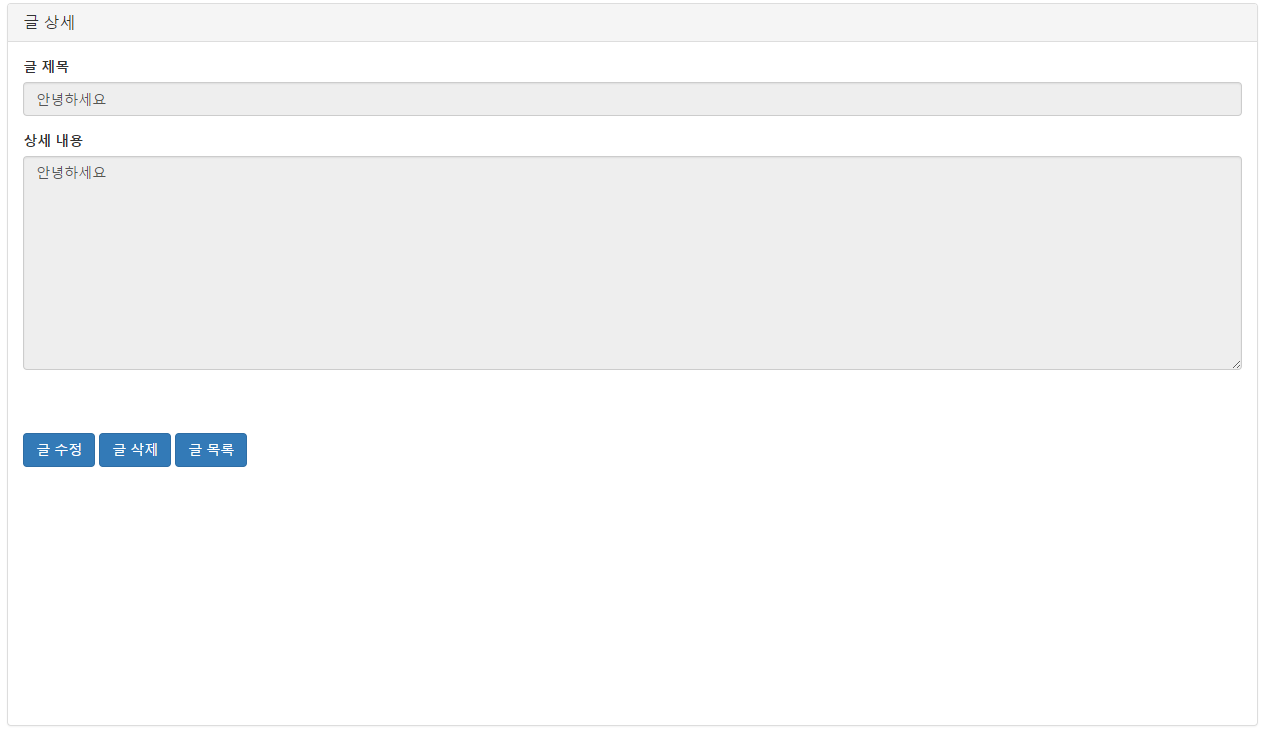 글 상세
글 제목
안녕하세요
상세 내용
안녕하세요
글 수정 글 삭제 글 목록